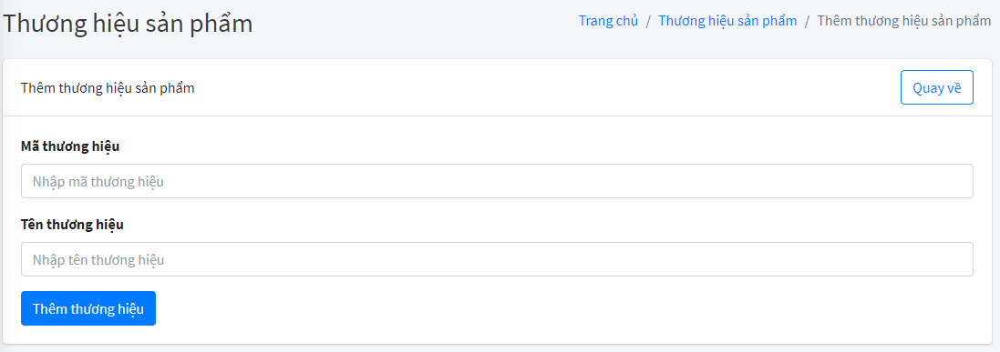 Thương hiệu sản phẩm
Trang chủ / Thương hiệu sản phẩm / Thêm thương hiệu sản phẩm
Thêm thương hiệu sản phẩm
Quay về
Mã thương hiệu
Nhập mã thương hiệu
Tên thương hiệu
Nhập tên thương hiệu
Thêm thương hiệu